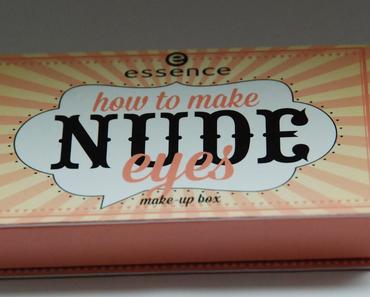 essence
how to make
NUDE
eyes
make-up box